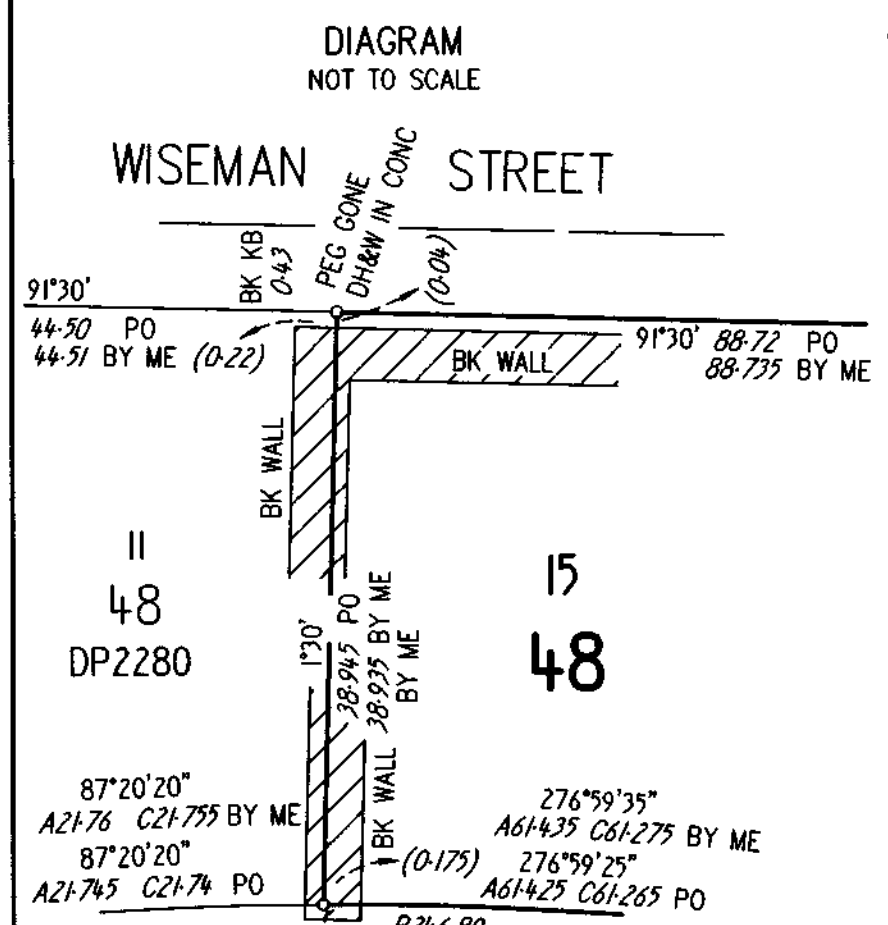 DIAGRAM
NOT TO SCALE
WISEMAN STREET
BK KB
0·43
PEG GONE
DH&W IN CONC
(0·04)
91°30'
44·50 PO
44·51 BY ME (0·22)
91°30' 88·72 PO
88·735 BY ME
BK WALL
BK WALL
11
48
DP2280
15
48
1°30'
38·945 PO
38·935 BY ME
BY ME
BK WALL
87°20'20"
A21·76 C21·755 BY ME
87°20'20"
A21·745 C21·74 PO
(0·175)
276°59'35"
A61·435 C61·275 BY ME
276°59'25"
A61·425 C61·265 PO